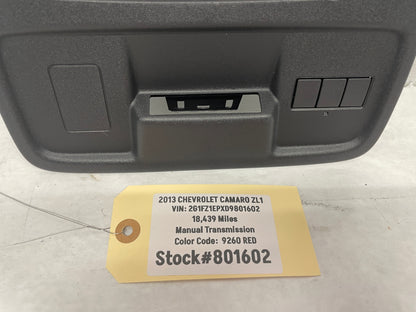 2013 CHEVROLET CAMARO ZL1
VIN: 2G1FZ1EPXD9801602
18,439 Miles
Manual Transmission
Color Code: 9260 RED
Stock#801602